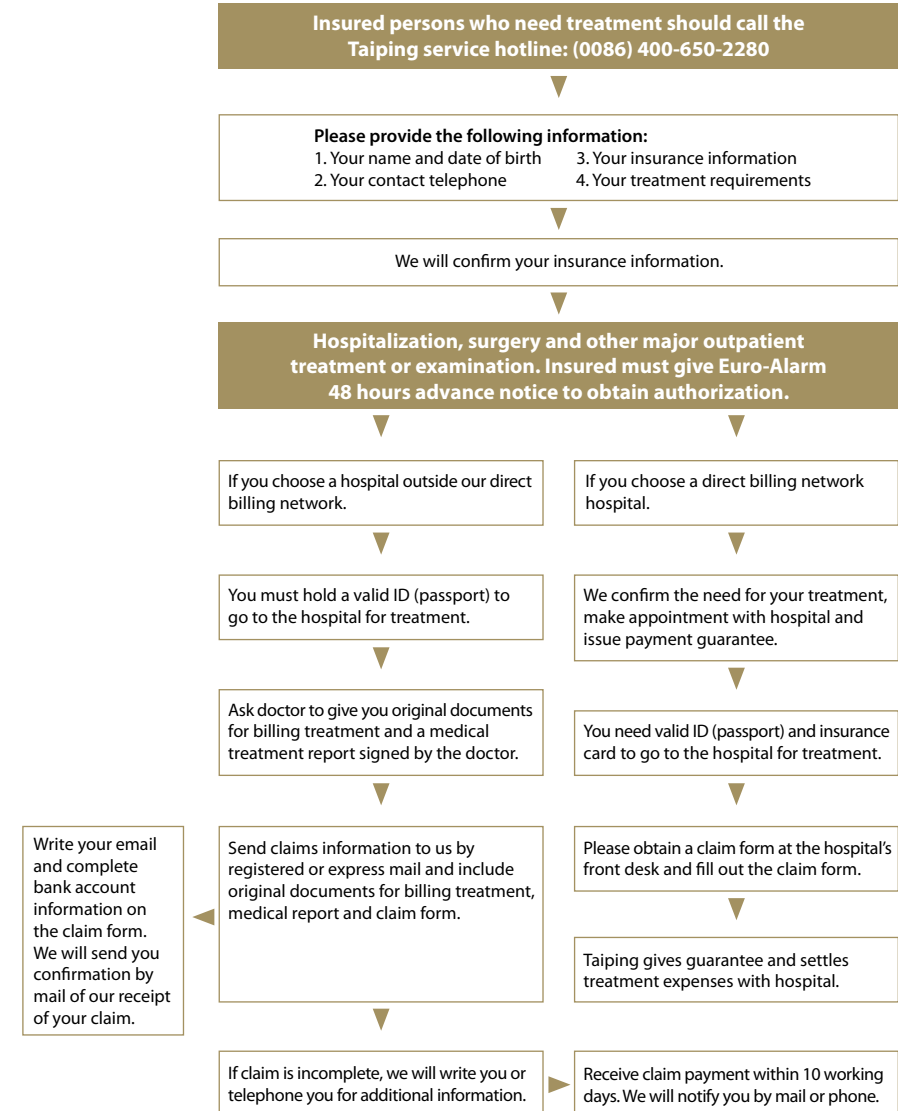 Insured persons who need treatment should call the
Taiping service hotline: (0086) 400-650-2280
Please provide the following information:
1. Your name and date of birth
2. Your contact telephone
3. Your insurance information
4. Your treatment requirements
We will confirm your insurance information.
Hospitalization, surgery and other major outpatient
treatment or examination. Insured must give Euro-Alarm
48 hours advance notice to obtain authorization.
If you choose a hospital outside our direct
billing network.
You must hold a valid ID (passport) to
go to the hospital for treatment.
Ask doctor to give you original documents
for billing treatment and a medical
treatment report signed by the doctor.
Send claims information to us by
registered or express mail and include
original documents for billing treatment,
medical report and claim form.
Write your email
and complete
bank account
information on
the claim form.
We will send you
confirmation by
mail of our receipt
of your claim.
If claim is incomplete, we will write you or
telephone you for additional information.
If you choose a direct billing network
hospital.
We confirm the need for your treatment,
make appointment with hospital and
issue payment guarantee.
You need valid ID (passport) and insurance
card to go to the hospital for treatment.
Please obtain a claim form at the hospital's
front desk and fill out the claim form.
Taiping gives guarantee and settles
treatment expenses with hospital.
Receive claim payment within 10 working
days. We will notify you by mail or phone.